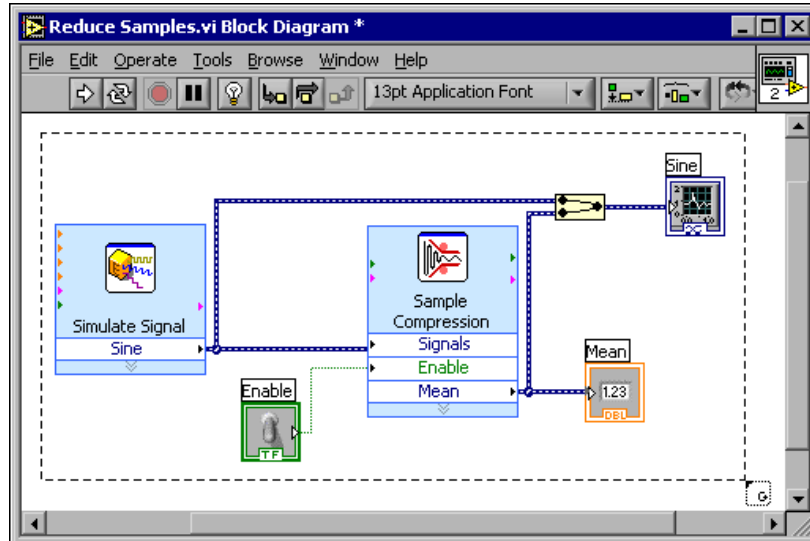 Reduce Samples.vi Block Diagram *
File Edit Operate Tools Browse Window Help
13pt Application Font
2
Sine
Simulate Signal
Sine
Sample
Compression
Signals
Enable
Mean
Enable
TF
Mean
1.23
DBL